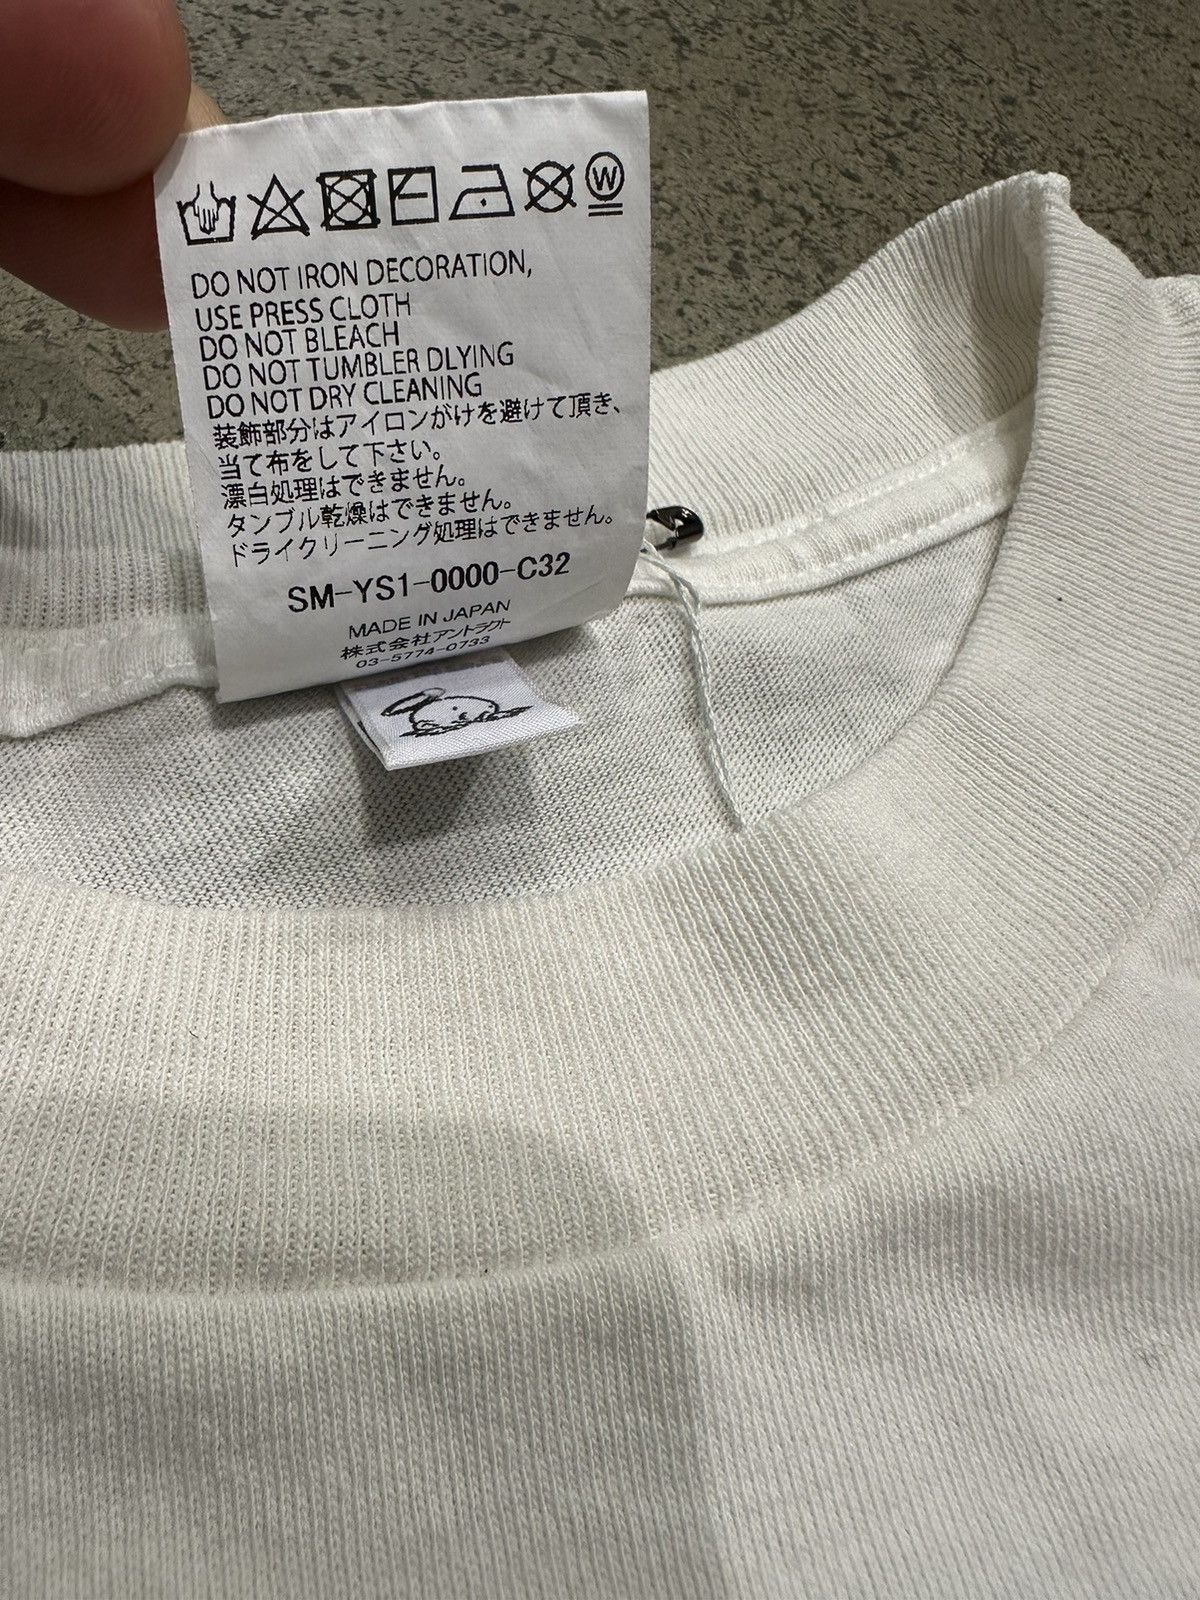 W
DO NOT IRON DECORATION,
USE PRESS CLOTH
DO NOT BLEACH
DO NOT TUMBLER DLYING
DO NOT DRY CLEANING
装飾部分はアイロンがけを避けて頂き、
当て布をして下さい。
漂白処理はできません。
タンブル乾燥はできません。
ドライクリーニング処理はできません。
SM-YS1-0000-C32
MADE IN JAPAN
株式会社アントラクト
03-5774-0733